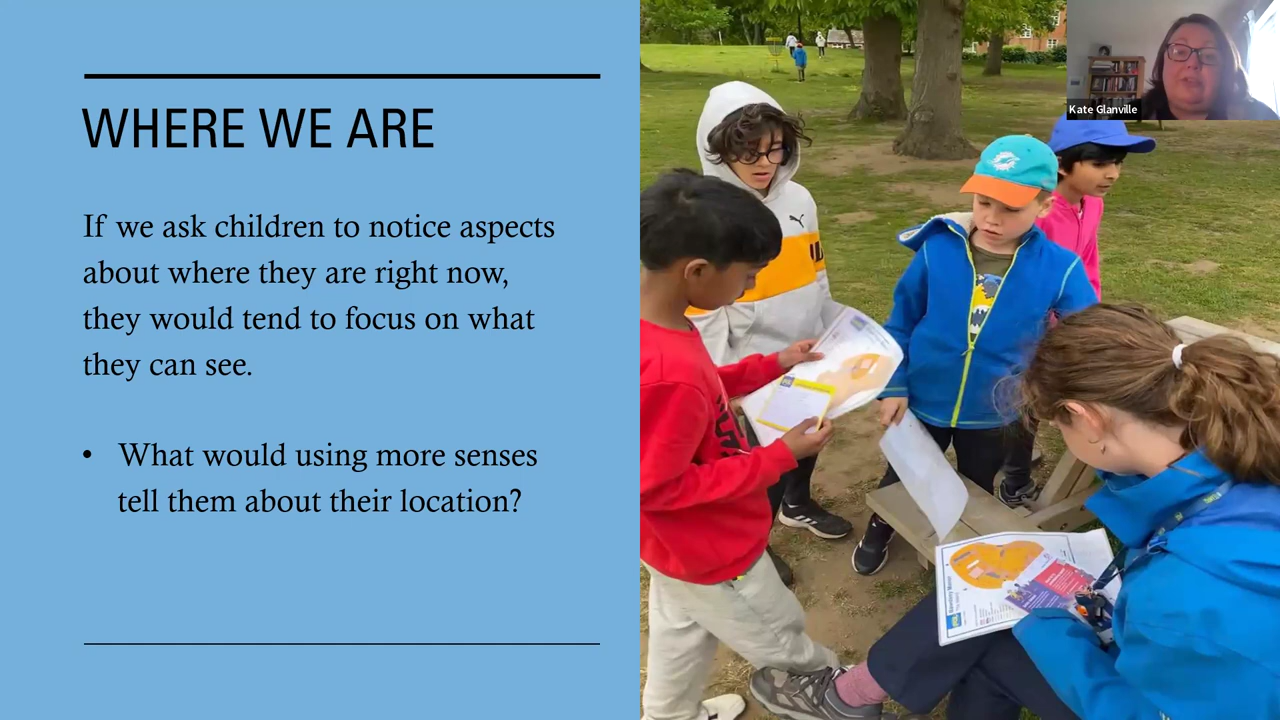 WHERE WE ARE
If we ask children to notice aspects
about where they are right now,
they would tend to focus on what
they can see.
• What would using more senses
tell them about their location?
Kate Glanville